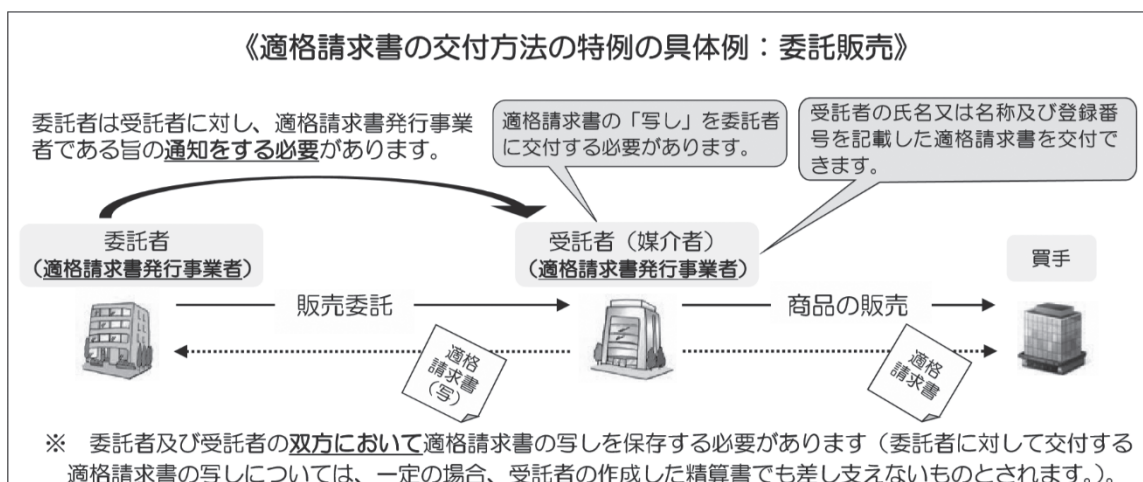 《適格請求書の交付方法の特例の具体例：委託販売》
委託者は受託者に対し、適格請求書発行事業
者である旨の通知をする必要があります。
適格請求書の「写し」を委託者
に交付する必要があります。
受託者の氏名又は名称及び登録番
号を記載した適格請求書を交付で
きます。
委託者
（適格請求書発行事業者）
受託者（媒介者）
（適格請求書発行事業者）
買手
販売委託
商品の販売
適格
請求書
（写）
適格
請求書
※　委託者及び受託者の双方において適格請求書の写しを保存する必要があります（委託者に対して交付する
適格請求書の写しについては、一定の場合、受託者の作成した精算書でも差し支えないものとされます。）。